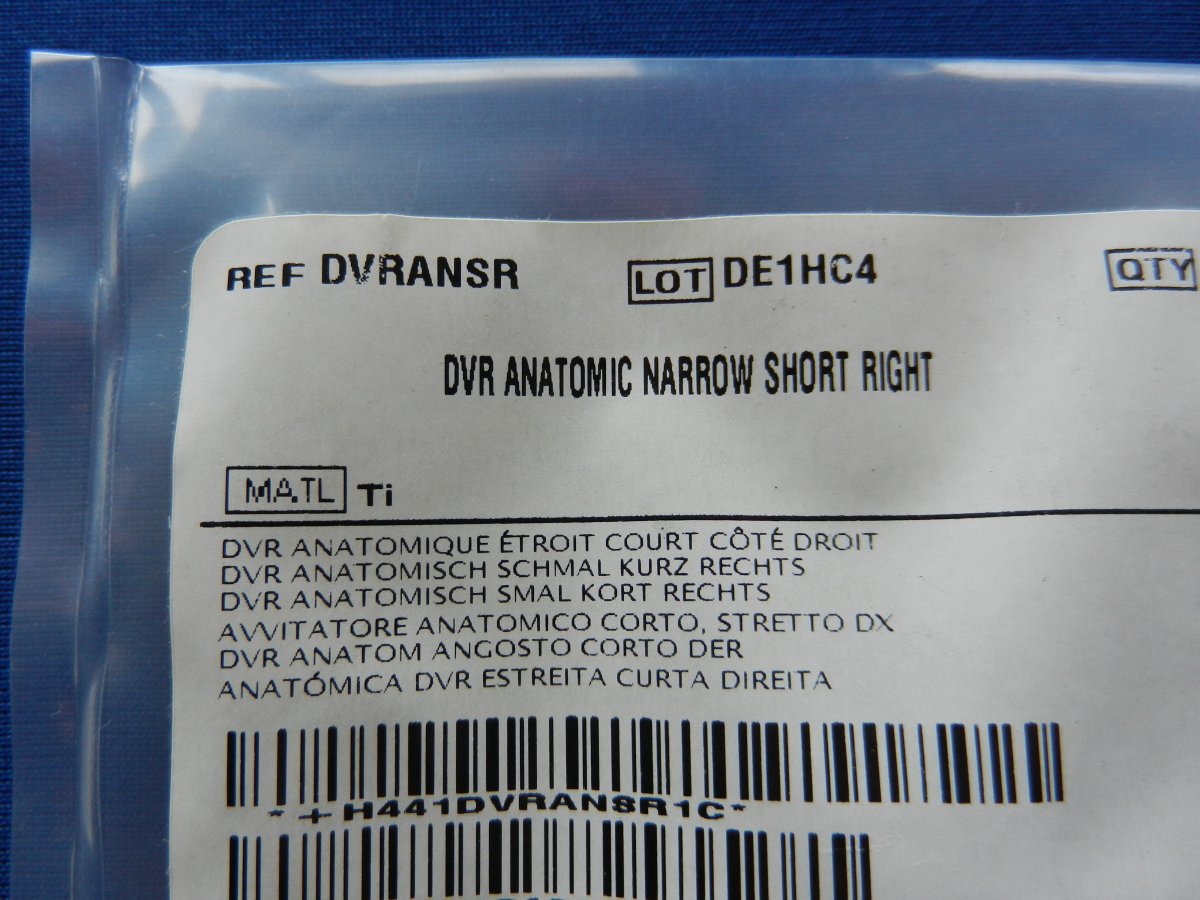 REF DVRANSR LOT DE1HC4 QTY
DVR ANATOMIC NARROW SHORT RIGHT
MATL Ti
DVR ANATOMIQUE ÉTROIT COURT CÔTÉ DROIT
DVR ANATOMISCH SCHMAL KURZ RECHTS
DVR ANATOMISCH SMAL KORT RECHTS
AVVITATORE ANATOMICO CORTO, STRETTO DX
DVR ANATOM ANGOSTO CORTO DER
ANATÓMICA DVR ESTREITA CURTA DIREITA
*+H441DVRANSR1C*